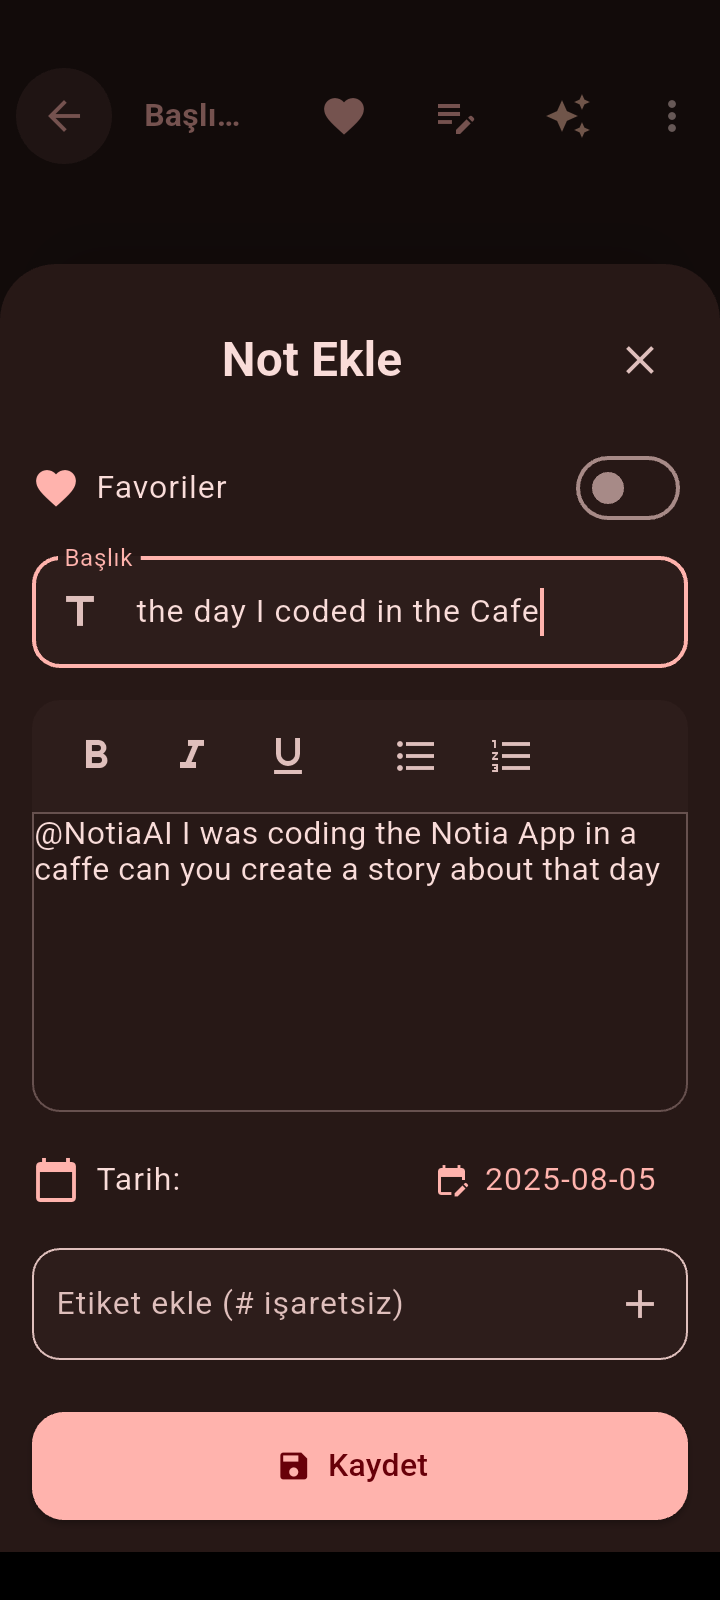 Başlı...
Not Ekle
Favoriler
Başlık
the day I coded in the Cafe
B I U
@NotiaAI I was coding the Notia App in a
caffe can you create a story about that day
Tarih: 2025-08-05
Etiket ekle (# işaretsiz)
Kaydet